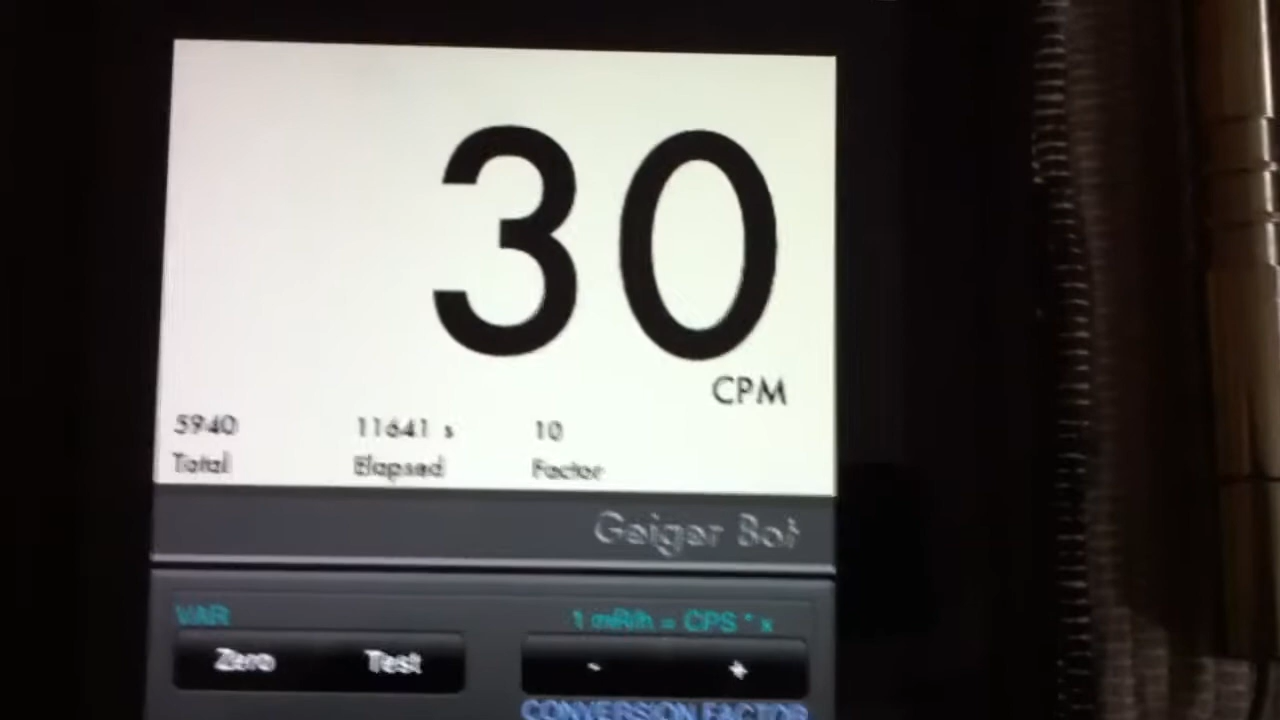 30
CPM
5940 11641 s 10
Total Elapsed Factor
Geiger Bot
VAR 1 mR/h = CPS * x
Zero Test - +
CONVERSION FACTOR